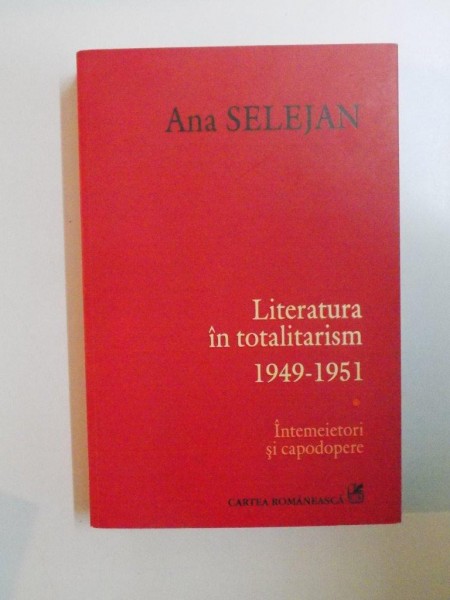 Ana SELEJAN
Literatura
în totalitarism
1949-1951
Întemeietori
și capodopere
CARTEA ROMÂNEASCĂ